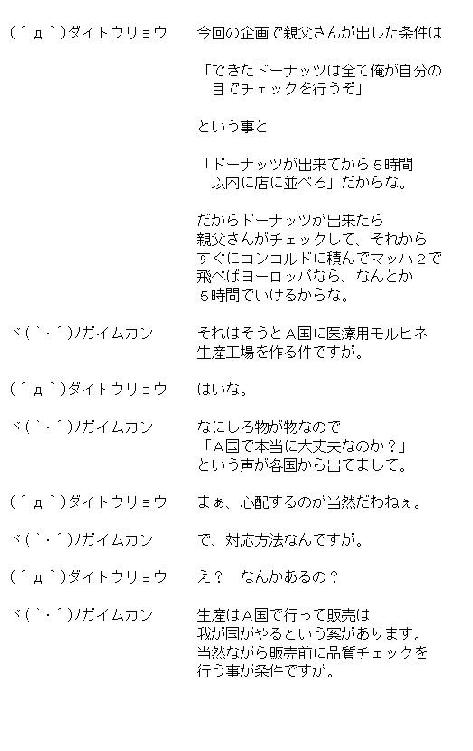 (´д`)ダイトウリョウ　今回の企画で親父さんが出した条件は
「できたドーナッツは全て俺が自分の
目でチェックを行うぞ」
という事と
「ドーナッツが出来てから５時間
以内に店に並べろ」だからな。
だからドーナッツが出来たら
親父さんがチェックして、それから
すぐにコンコルドに積んでマッハ２で
飛べばヨーロッパなら、なんとか
５時間でいけるからな。
ヾ(｀･´)ﾉガイムカン　それはそうとＡ国に医療用モルヒネ
生産工場を作る件ですが。
(´д`)ダイトウリョウ　はいな。
ヾ(｀･´)ﾉガイムカン　なにしろ物が物なので
「Ａ国で本当に大丈夫なのか？」
という声が各国から出てまして。
(´д`)ダイトウリョウ　まぁ、心配するのが当然だわねぇ。
ヾ(｀･´)ﾉガイムカン　で、対応方法なんですが。
(´д`)ダイトウリョウ　え？　なんかあるの？
ヾ(｀･´)ﾉガイムカン　生産はＡ国で行って販売は
我が国がやるという案があります。
当然ながら販売前に品質チェックを
行う事が条件ですが。